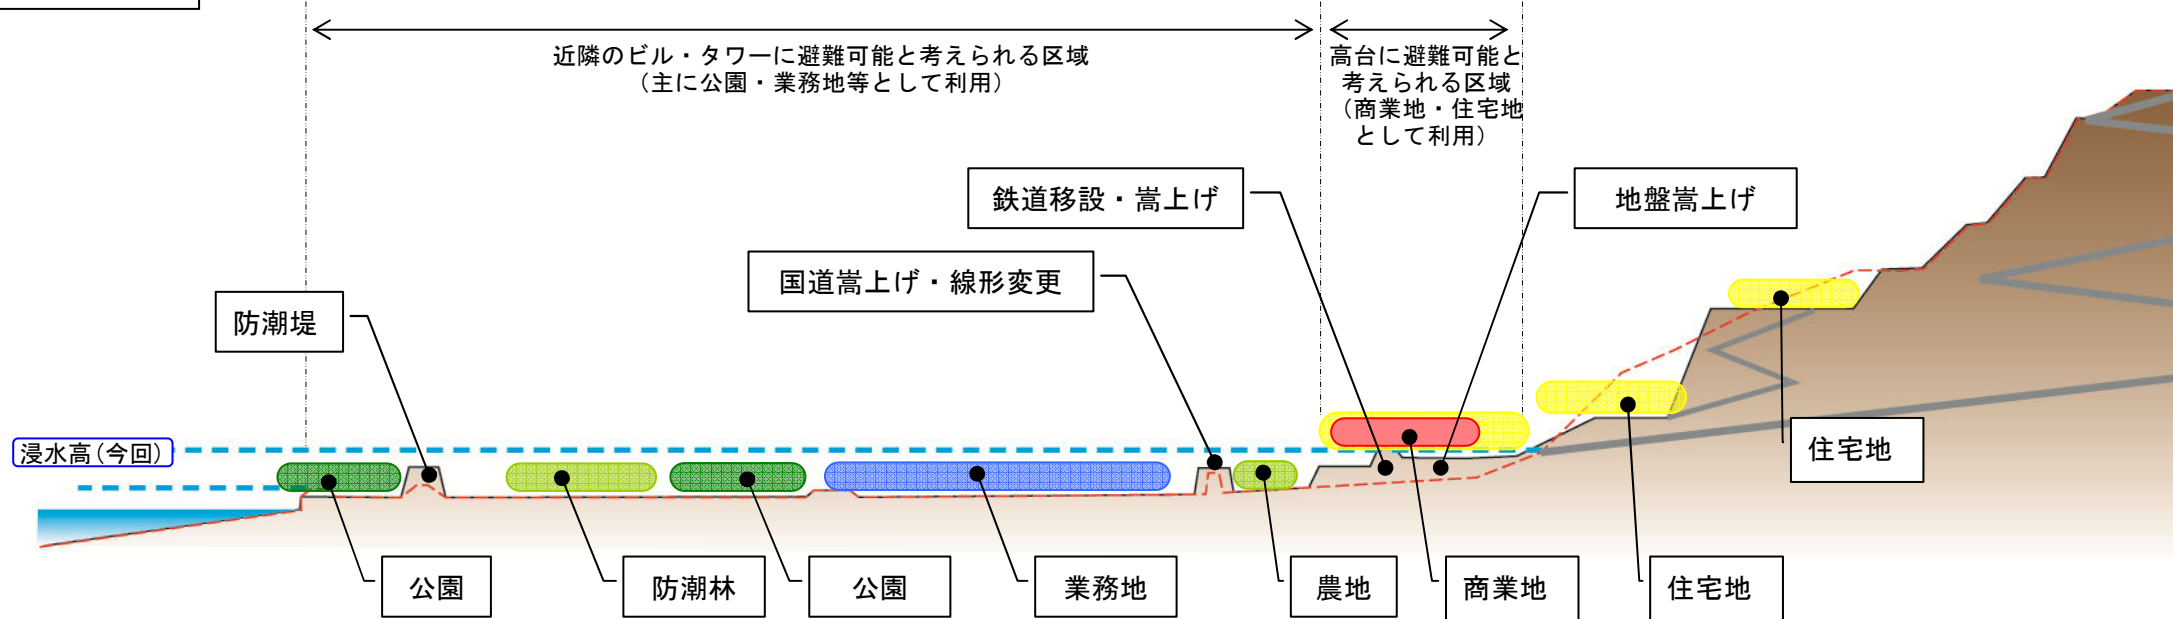 近隣のビル・タワーに避難可能と考えられる区域
（主に公園・業務地等として利用）
高台に避難可能と
考えられる区域
（商業地・住宅地
として利用）
鉄道移設・嵩上げ
地盤嵩上げ
国道嵩上げ・線形変更
防潮堤
浸水高（今回）
住宅地
公園
防潮林
公園
業務地
農地
商業地
住宅地